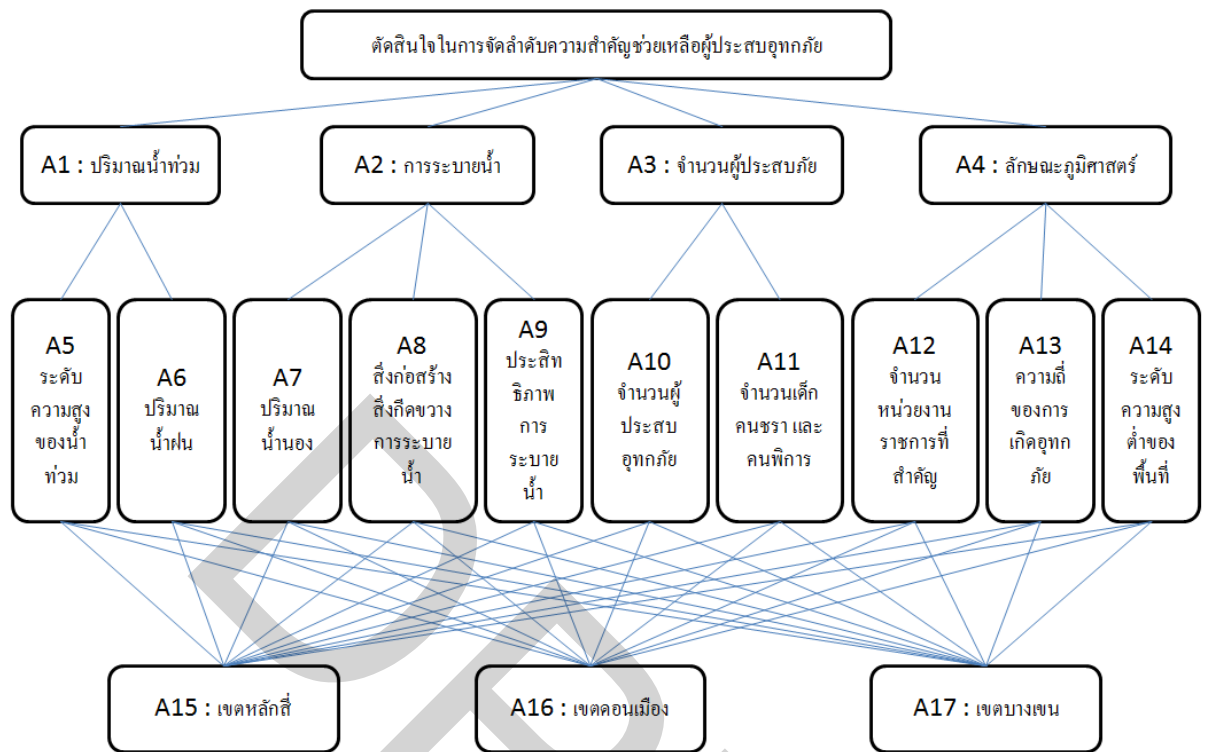 ตัดสินใจในการจัดลำดับความสำคัญช่วยเหลือผู้ประสบอุทกภัย
A1 : ปริมาณน้ำท่วม
A2 : การระบายน้ำ
A3 : จำนวนผู้ประสบภัย
A4 : ลักษณะภูมิศาสตร์
A5
ระดับ
ความสูง
ของน้ำ
ท่วม
A6
ปริมาณ
น้ำฝน
A7
ปริมาณ
น้ำนอง
A8
สิ่งก่อสร้าง
สิ่งกีดขวาง
การระบาย
น้ำ
A9
ประสิท
ธิภาพ
การ
ระบาย
น้ำ
A10
จำนวนผู้
ประสบ
อุทกภัย
A11
จำนวนเด็ก
คนชรา และ
คนพิการ
A12
จำนวน
หน่วยงาน
ราชการที่
สำคัญ
A13
ความถี่
ของการ
เกิดอุทก
ภัย
A14
ระดับ
ความสูง
ต่ำของ
พื้นที่
A15 : เขตหลักสี่
A16 : เขตดอนเมือง
A17 : เขตบางเขน